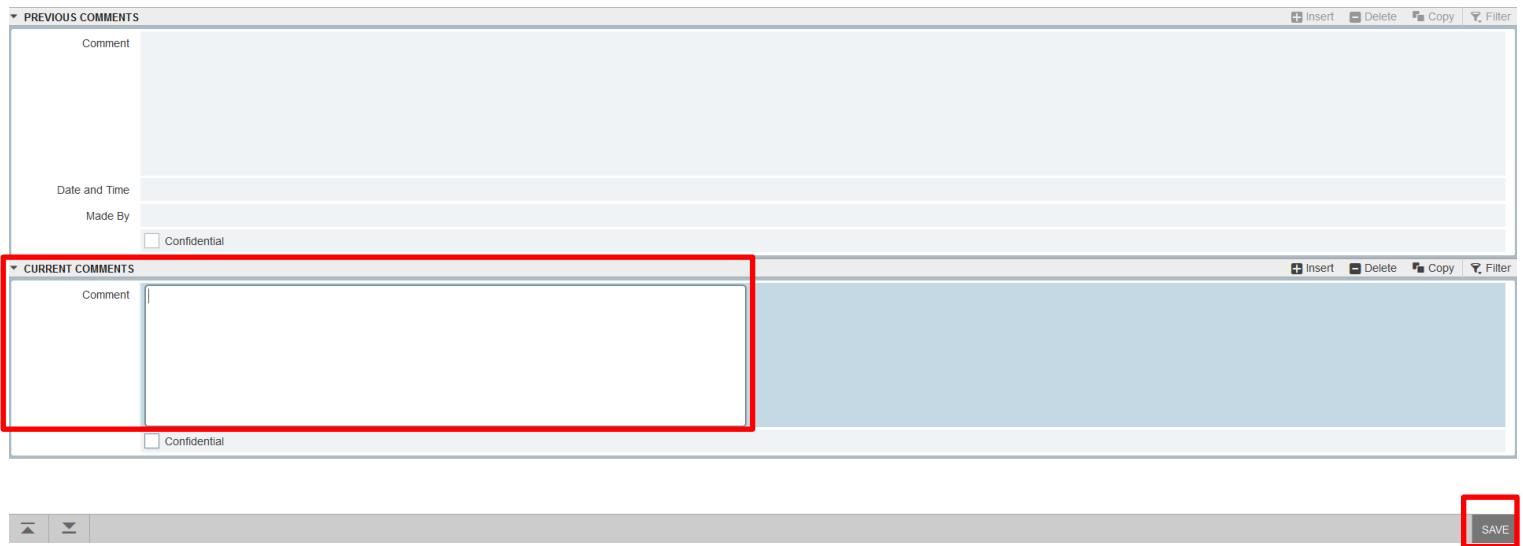 PREVIOUS COMMENTS Insert Delete Copy Filter
Comment
Date and Time
Made By
Confidential
CURRENT COMMENTS Insert Delete Copy Filter
Comment
Confidential
SAVE